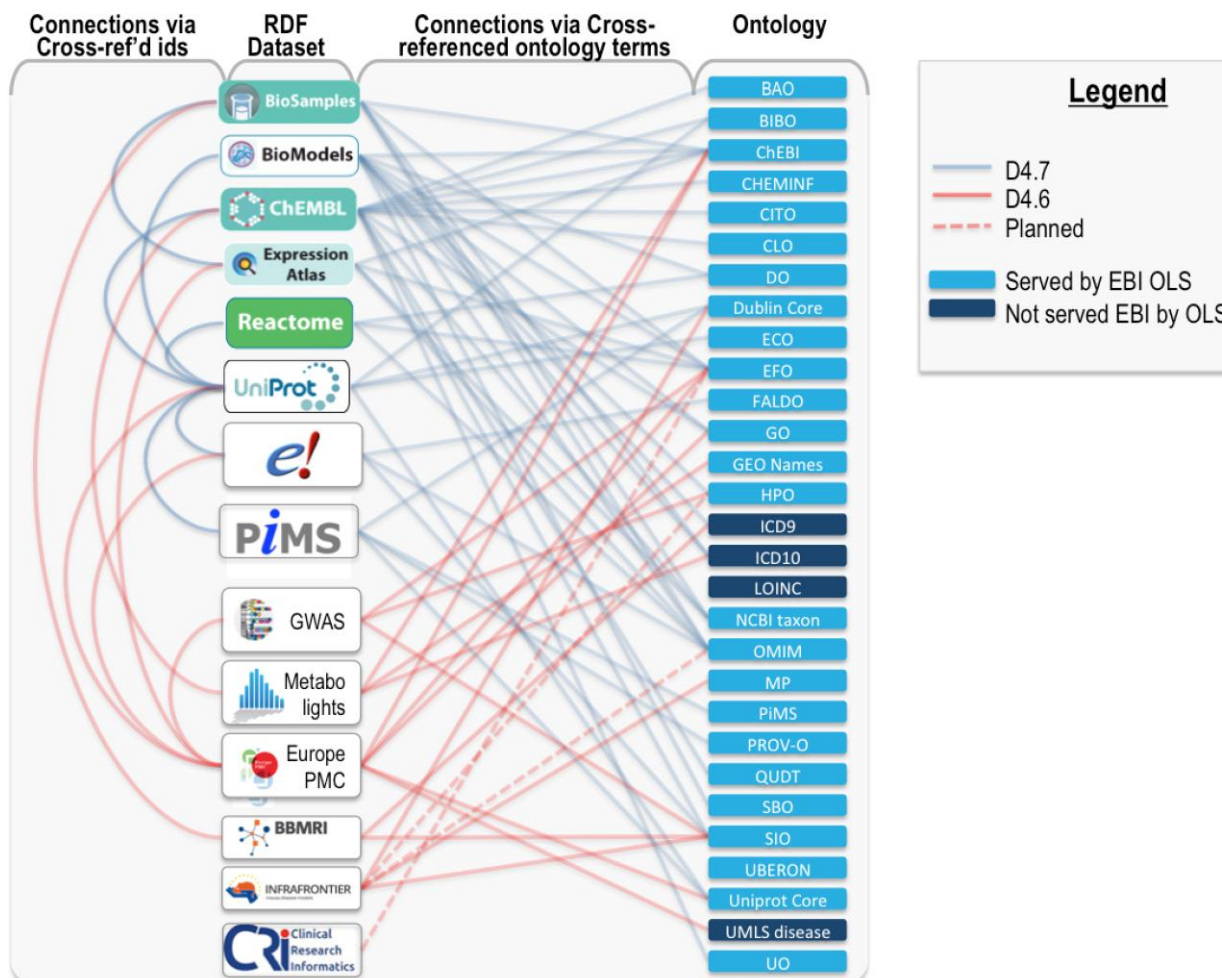 Connections via
Cross-ref'd ids
RDF
Dataset
Connections via Cross-
referenced ontology terms
Ontology
BioSamples
BioModels
ChEMBL
Expression
Atlas
Reactome
UniProt
e!
PiMS
GWAS
Metabo
lights
Europe
PMC
BBMRI
INFRAFRONTIER
CRi Clinical
Research
Informatics
BAO
BIBO
ChEBI
CHEMINF
CITO
CLO
DO
Dublin Core
ECO
EFO
FALDO
GO
GEO Names
HPO
ICD9
ICD10
LOINC
NCBI taxon
OMIM
MP
PiMS
PROV-O
QUDT
SBO
SIO
UBERON
Uniprot Core
UMLS disease
UO
Legend
D4.7
D4.6
Planned
Served by EBI OLS
Not served EBI by OLS